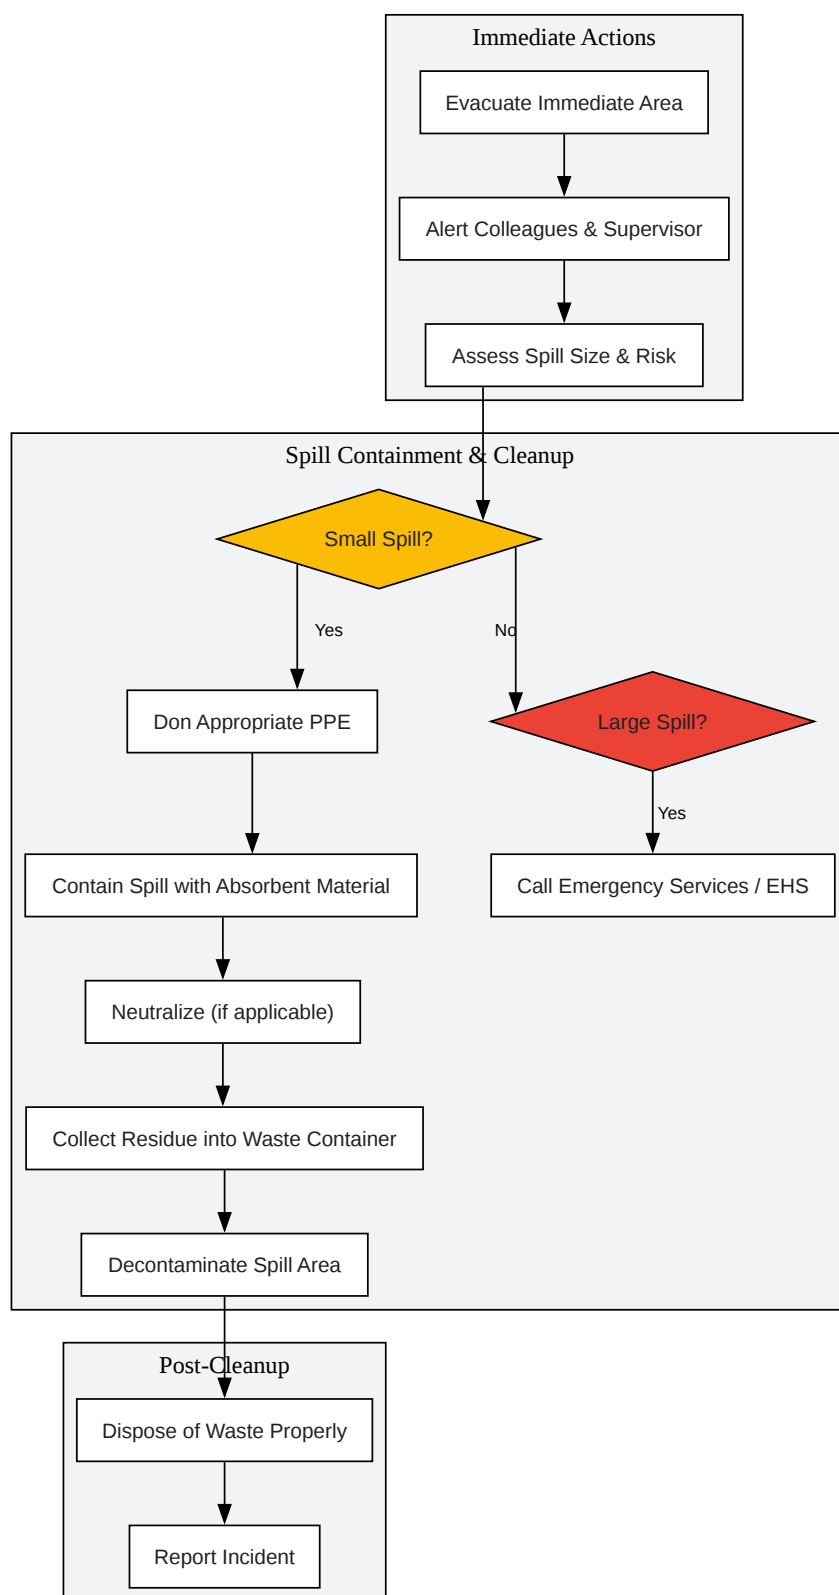 Immediate Actions
Evacuate Immediate Area
Alert Colleagues & Supervisor
Assess Spill Size & Risk
Spill Containment & Cleanup
Small Spill?
Yes
No
Don Appropriate PPE
Large Spill?
Yes
Contain Spill with Absorbent Material
Call Emergency Services / EHS
Neutralize (if applicable)
Collect Residue into Waste Container
Decontaminate Spill Area
Post-Cleanup
Dispose of Waste Properly
Report Incident